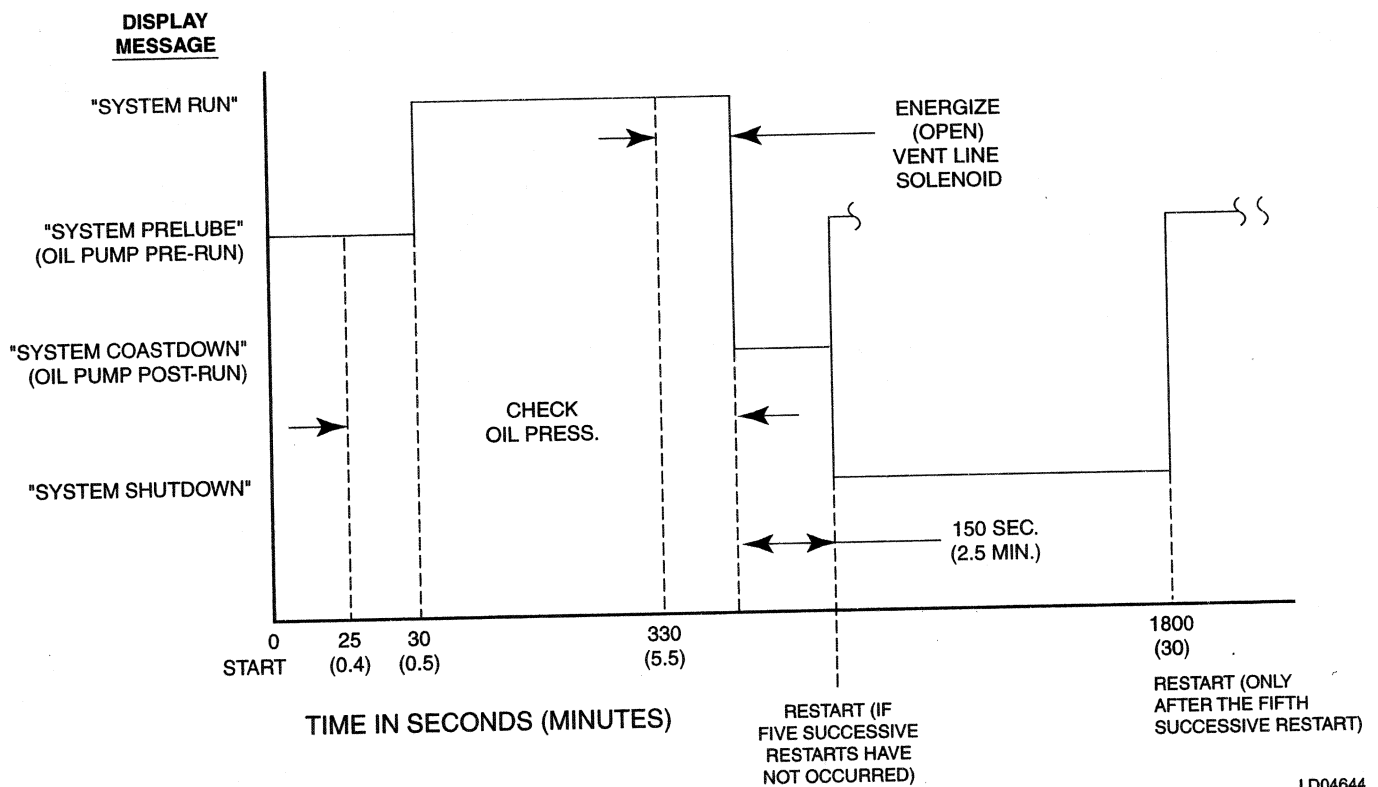 DISPLAY
MESSAGE
"SYSTEM RUN"
ENERGIZE
(OPEN)
VENT LINE
SOLENOID
"SYSTEM PRELUBE"
(OIL PUMP PRE-RUN)
"SYSTEM COASTDOWN"
(OIL PUMP POST-RUN)
CHECK
OIL PRESS.
"SYSTEM SHUTDOWN"
150 SEC.
(2.5 MIN.)
0
START
25
(0.4)
30
(0.5)
330
(5.5)
1800
(30)
TIME IN SECONDS (MINUTES)
RESTART (IF
FIVE SUCCESSIVE
RESTARTS HAVE
NOT OCCURRED)
RESTART (ONLY
AFTER THE FIFTH
SUCCESSIVE RESTART)
LD04644